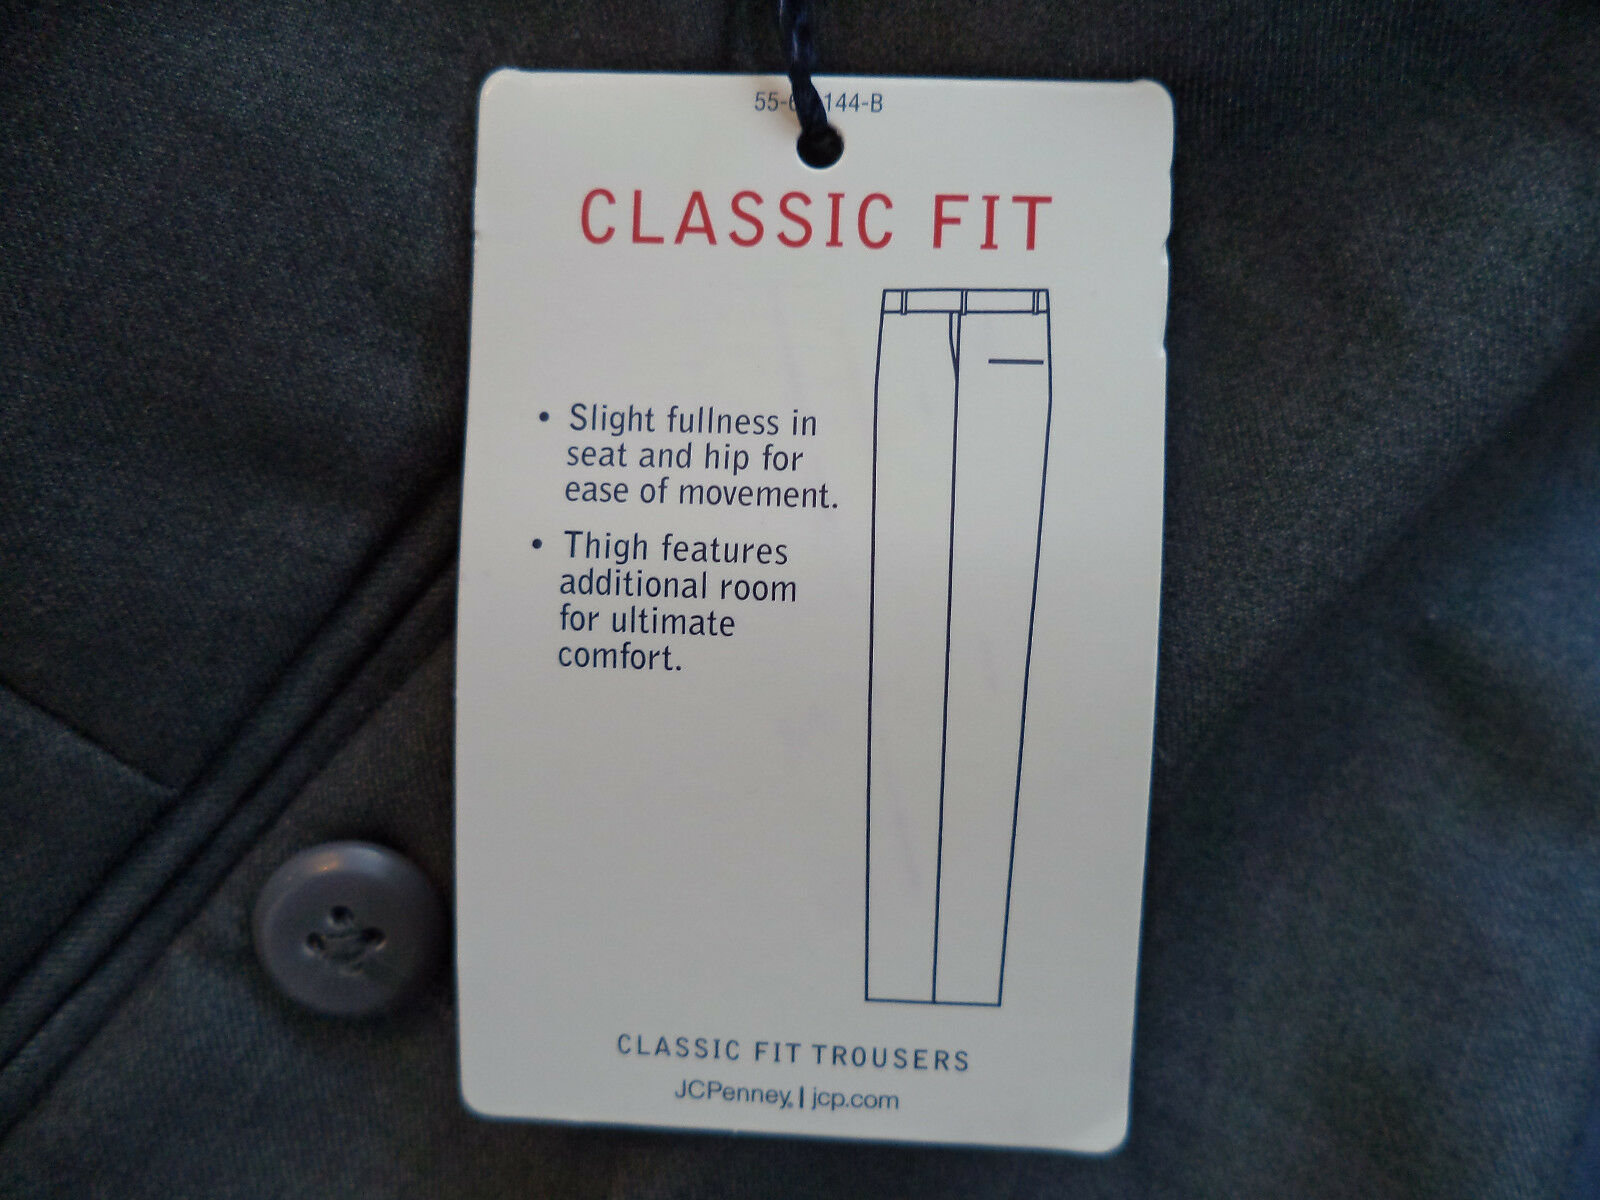 144-B
CLASSIC FIT
• Slight fullness in
seat and hip for
ease of movement.
• Thigh features
additional room
for ultimate
comfort.
CLASSIC FIT TROUSERS
JCPenney. | jcp.com